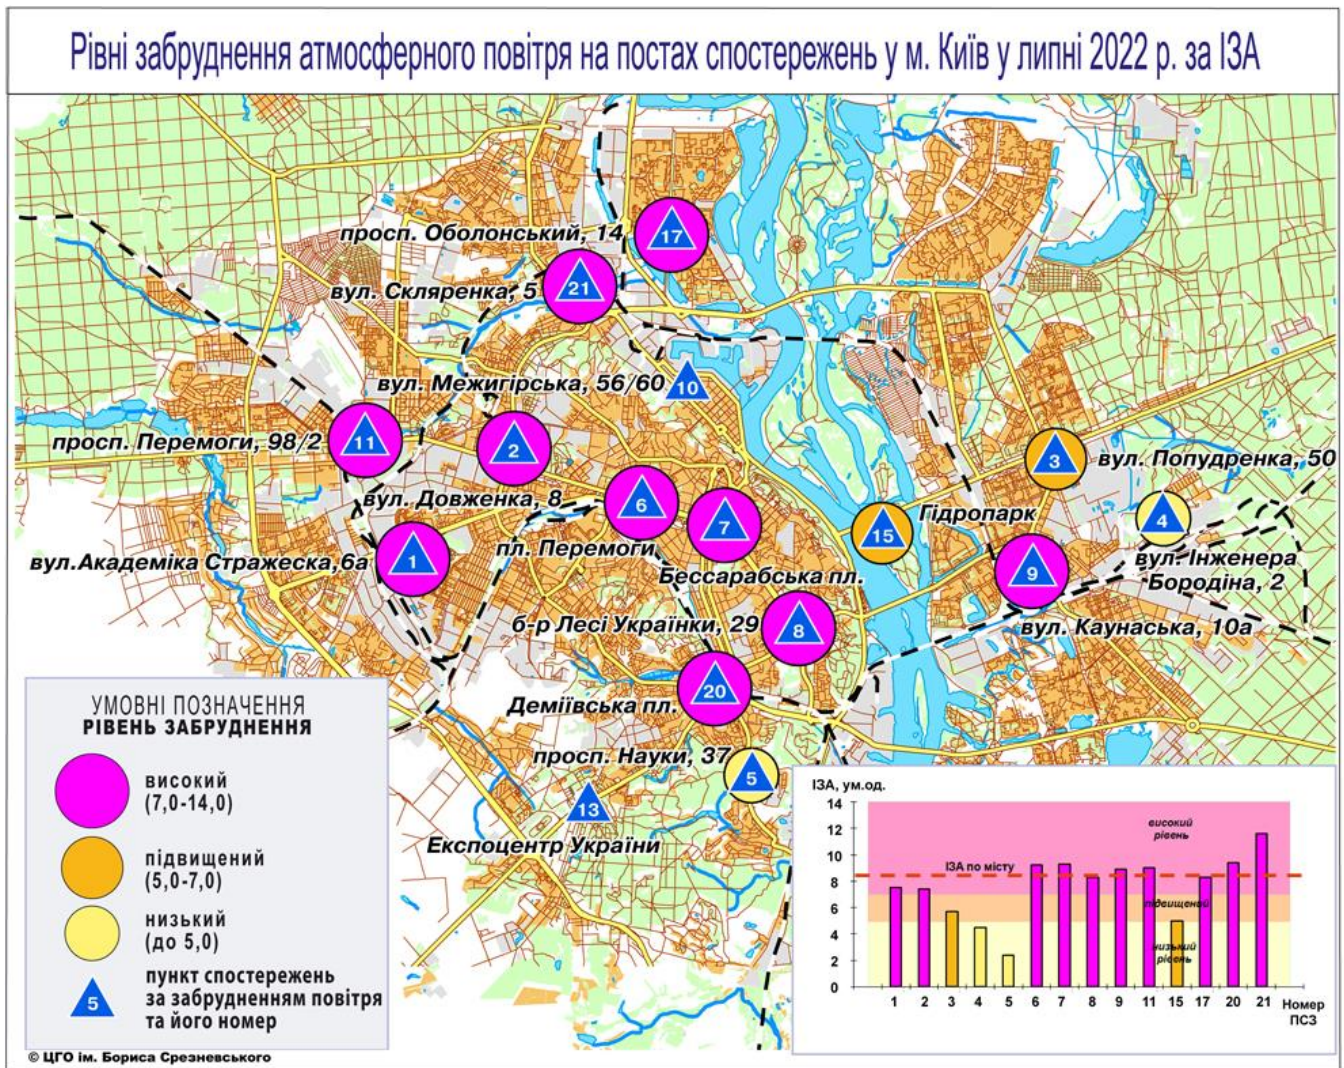 Рівні забруднення атмосферного повітря на постах спостережень у м. Київ у липні 2022 р. за ІЗА
просп. Оболонський, 14
17
вул. Скляренка, 5
21
вул. Межигірська, 56/60
10
просп. Перемоги, 98/2
11
2
3
вул. Попудренка, 50
вул. Довженка, 8
6
7
15
Гідропарк
4
вул.Академіка Стражеска,6а
1
пл. Перемоги
Бессарабська пл.
9
вул. Інженера
Бородіна, 2
б-р Лесі Українки, 29
8
вул. Каунаська, 10а
Деміївська пл.
20
просп. Науки, 37
5
13
Експоцентр України
УМОВНІ ПОЗНАЧЕННЯ
РІВЕНЬ ЗАБРУДНЕННЯ
високий
(7,0-14,0)
підвищений
(5,0-7,0)
низький
(до 5,0)
5
пункт спостережень
за забрудненням повітря
та його номер
ІЗА, ум.од.
14
12
10
8
6
4
2
0
високий
рівень
ІЗА по місту
підвищений
низький
рівень
1 2 3 4 5 6 7 8 9 11 15 17 20 21
Номер
ПСЗ
© ЦГО ім. Бориса Срезневського